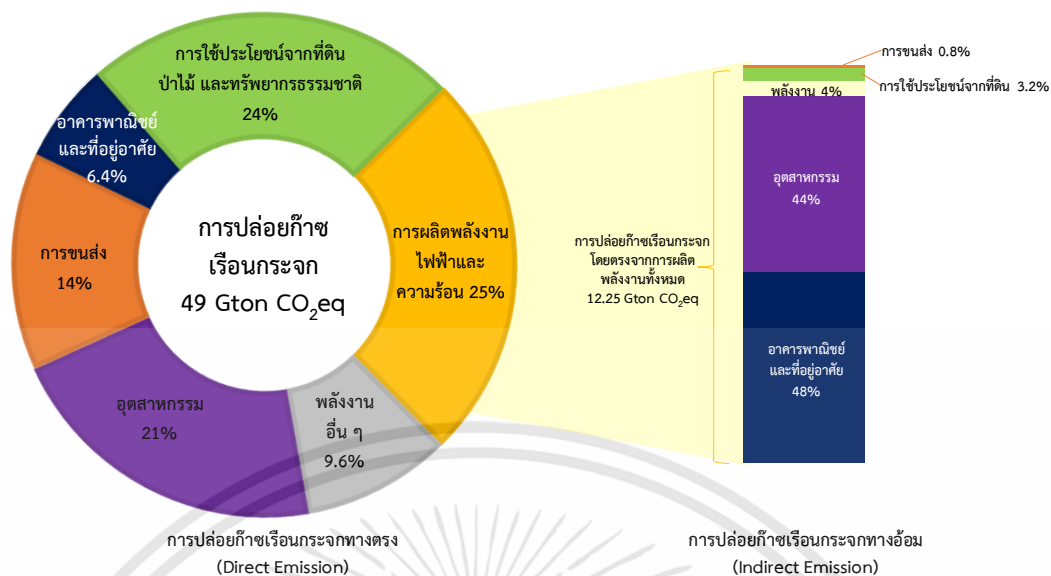 การใช้ประโยชน์จากที่ดิน
ป่าไม้ และทรัพยากรธรรมชาติ
24%
อาคารพาณิชย์
และที่อยู่อาศัย
6.4%
การขนส่ง
14%
อุตสาหกรรม
21%
พลังงาน
อื่น ๆ
9.6%
การผลิตพลังงาน
ไฟฟ้าและ
ความร้อน 25%
การปล่อยก๊าซ
เรือนกระจก
49 Gton CO₂eq
การปล่อยก๊าซเรือนกระจกทางตรง
(Direct Emission)
การปล่อยก๊าซเรือนกระจก
โดยตรงจากการผลิต
พลังงานทั้งหมด
12.25 Gton CO₂eq
การขนส่ง 0.8%
การใช้ประโยชน์จากที่ดิน 3.2%
พลังงาน 4%
อุตสาหกรรม
44%
อาคารพาณิชย์
และที่อยู่อาศัย
48%
การปล่อยก๊าซเรือนกระจกทางอ้อม
(Indirect Emission)